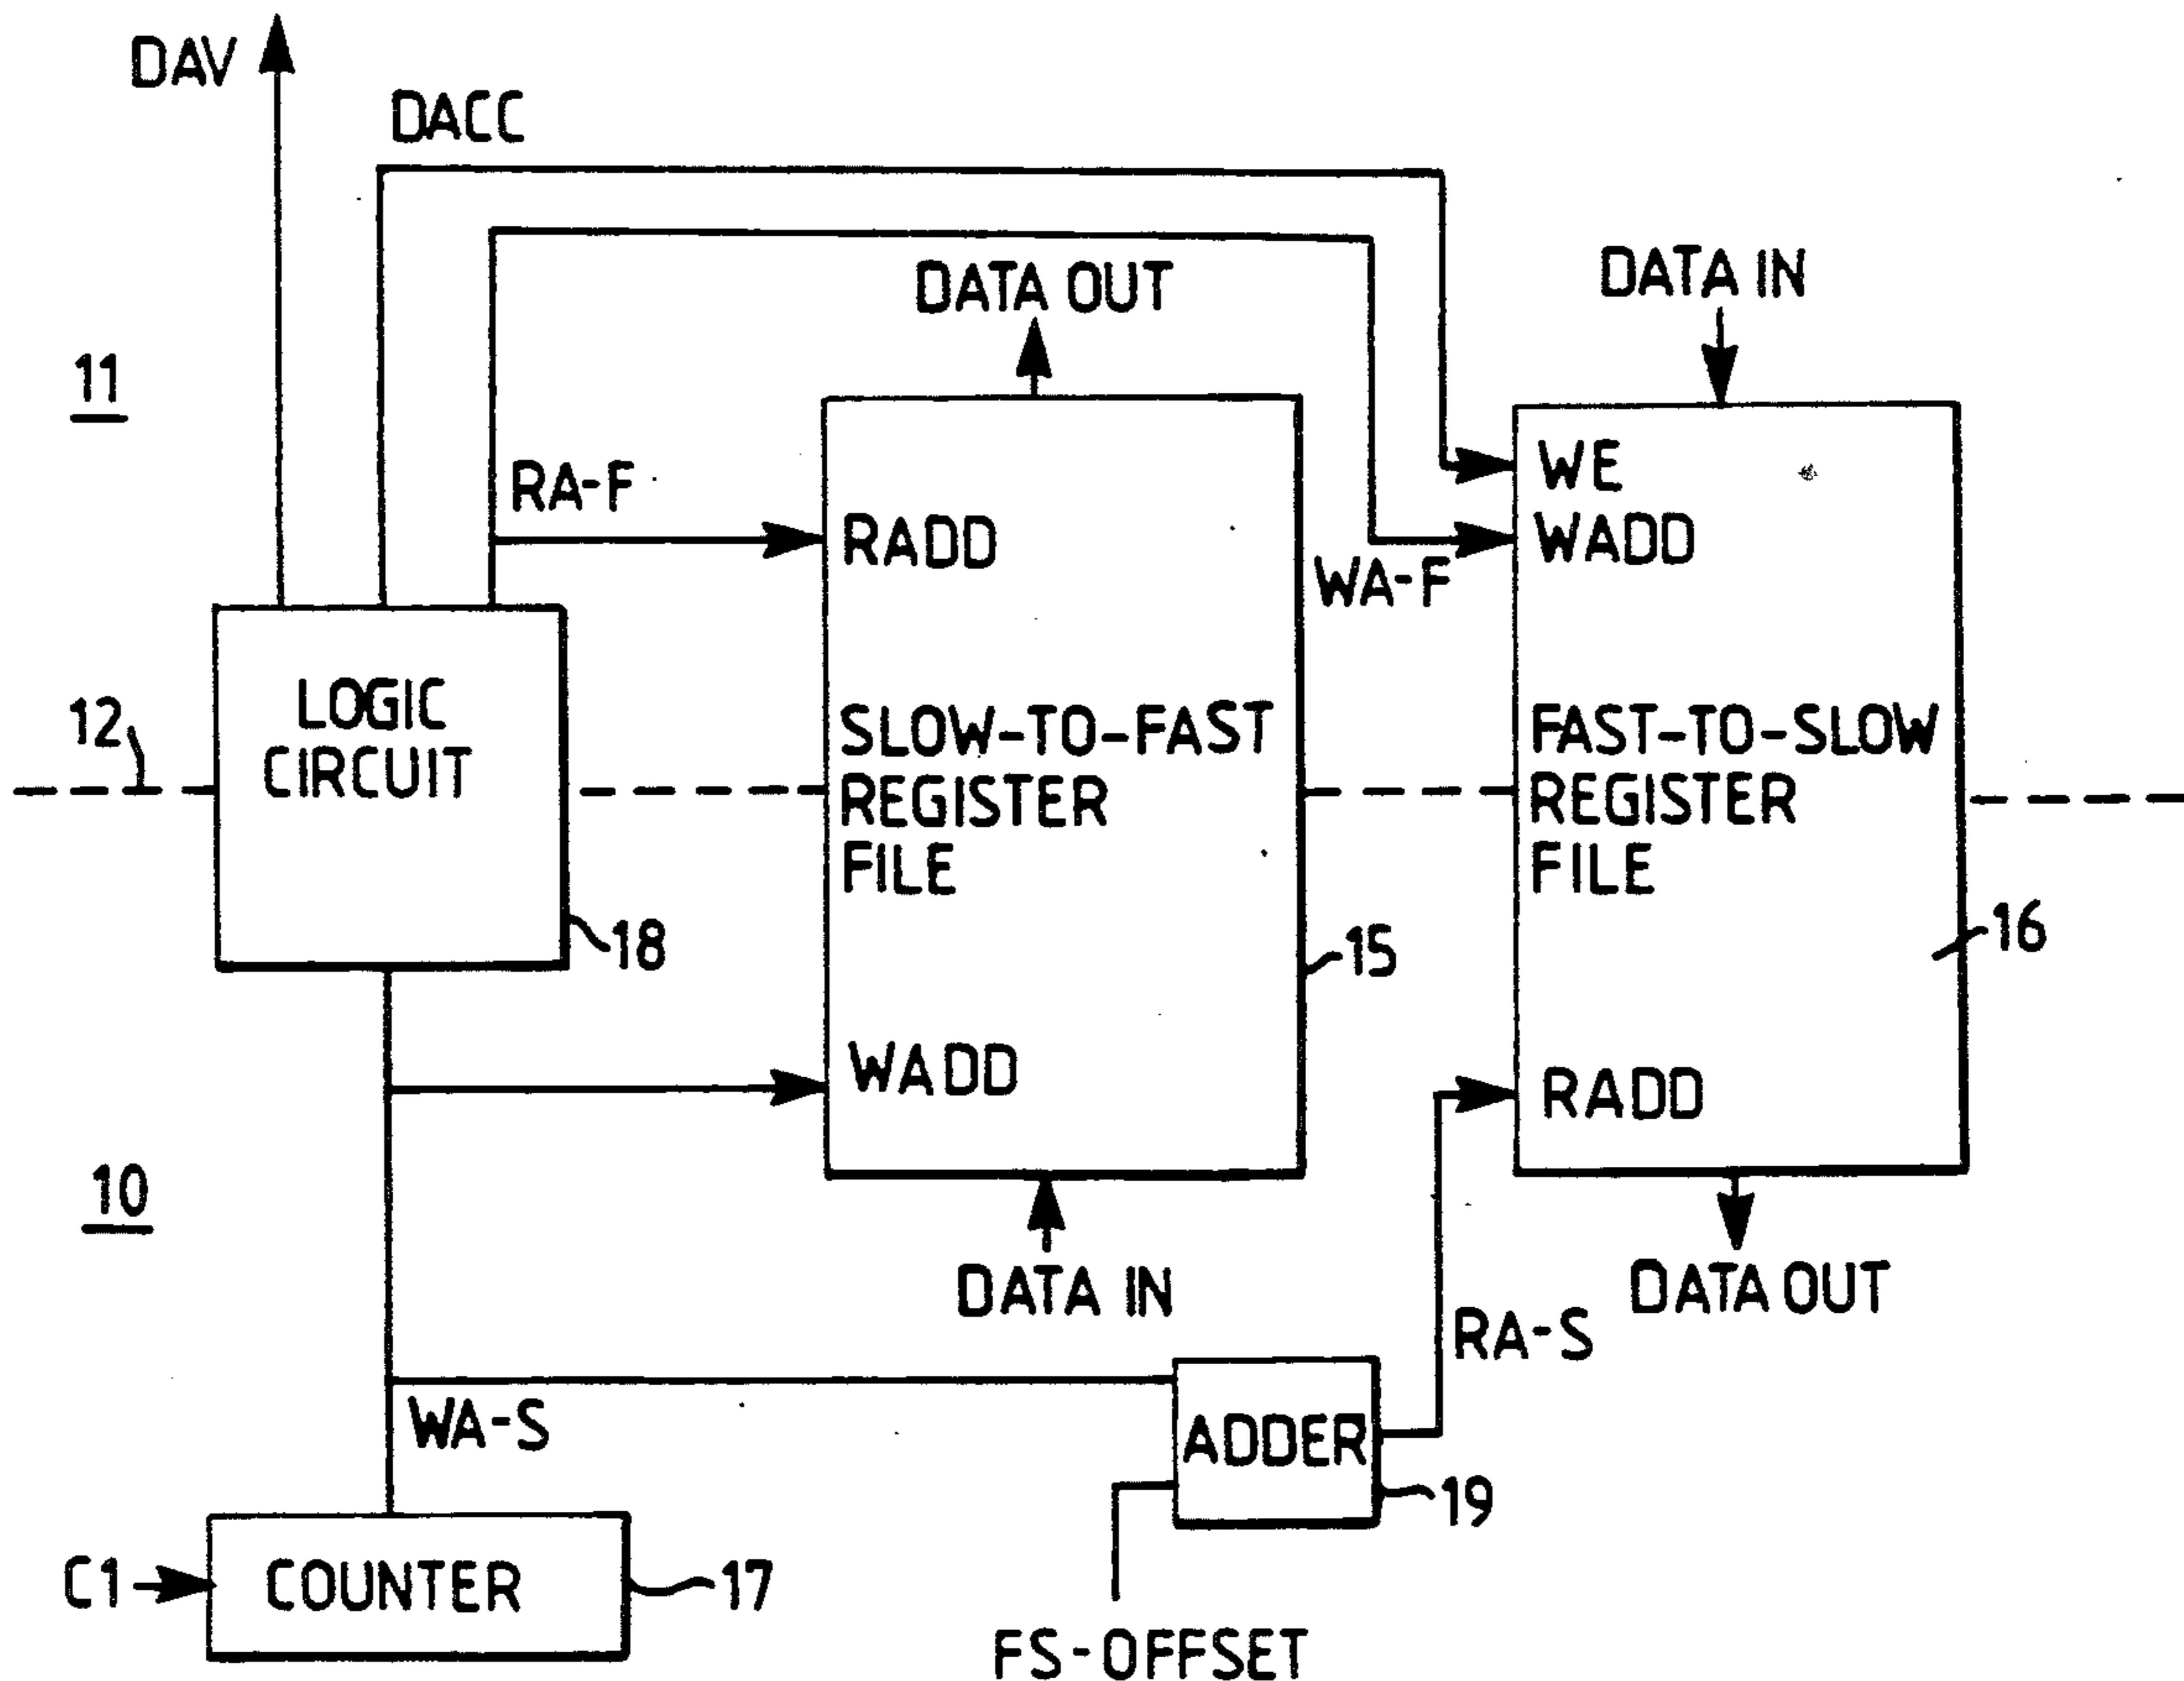 DAV
DACC
DATA OUT
DATA IN
11
RA-F
WE
RADD
WADD
WA-F
12
LOGIC
CIRCUIT
SLOW-TO-FAST
REGISTER
FILE
FAST-TO-SLOW
REGISTER
FILE
18
15
16
WADD
RADD
10
DATA IN
DATA OUT
RA-S
WA-S
ADDER
19
C1
COUNTER
17
FS-OFFSET